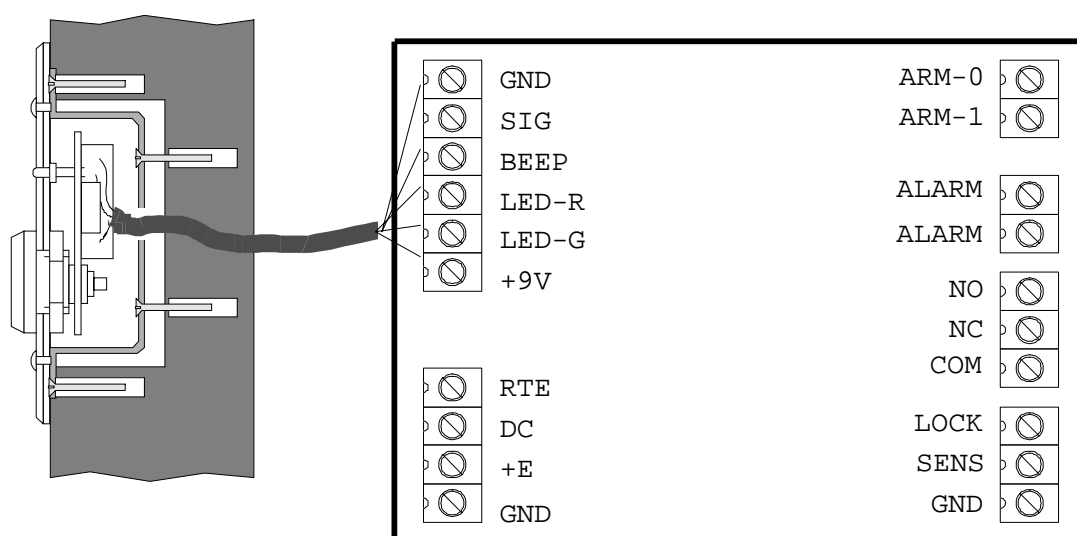 GND
SIG
BEEP
LED-R
LED-G
+9V
RTE
DC
+E
GND
ARM-0
ARM-1
ALARM
ALARM
NO
NC
COM
LOCK
SENS
GND